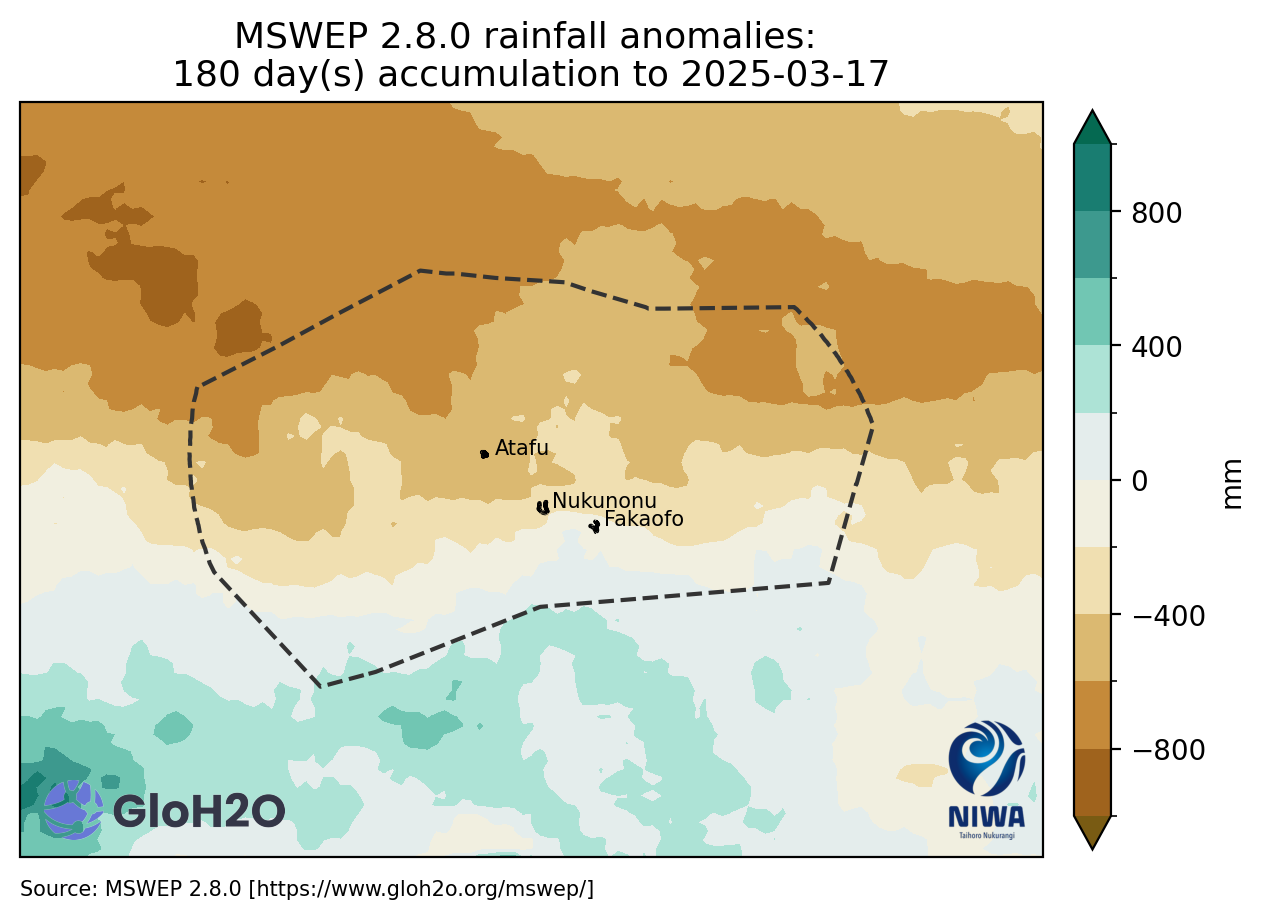 MSWEP 2.8.0 rainfall anomalies:
180 day(s) accumulation to 2025-03-17
800
400
0
−400
−800
mm
Atafu
Nukunonu
Fakaofo
GloH2O
NIWA
Taihoro Nukurangi
Source: MSWEP 2.8.0 [https://www.gloh2o.org/mswep/]